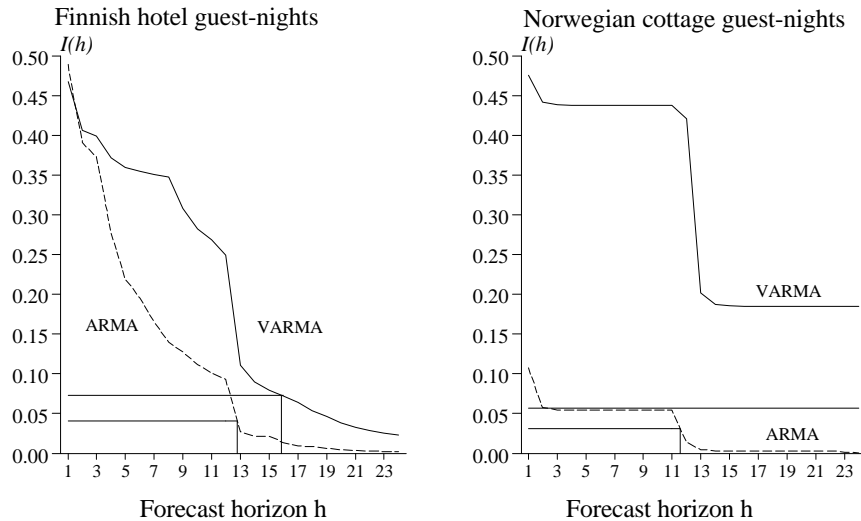 Finnish hotel guest-nights
I(h)
0.50
0.45
0.40
0.35
0.30
0.25
0.20
0.15
0.10
0.05
0.00
ARMA
VARMA
1 3 5 7 9 11 13 15 17 19 21 23
Forecast horizon h
Norwegian cottage guest-nights
I(h)
0.50
0.45
0.40
0.35
0.30
0.25
0.20
0.15
0.10
0.05
0.00
VARMA
ARMA
1 3 5 7 9 11 13 15 17 19 21 23
Forecast horizon h